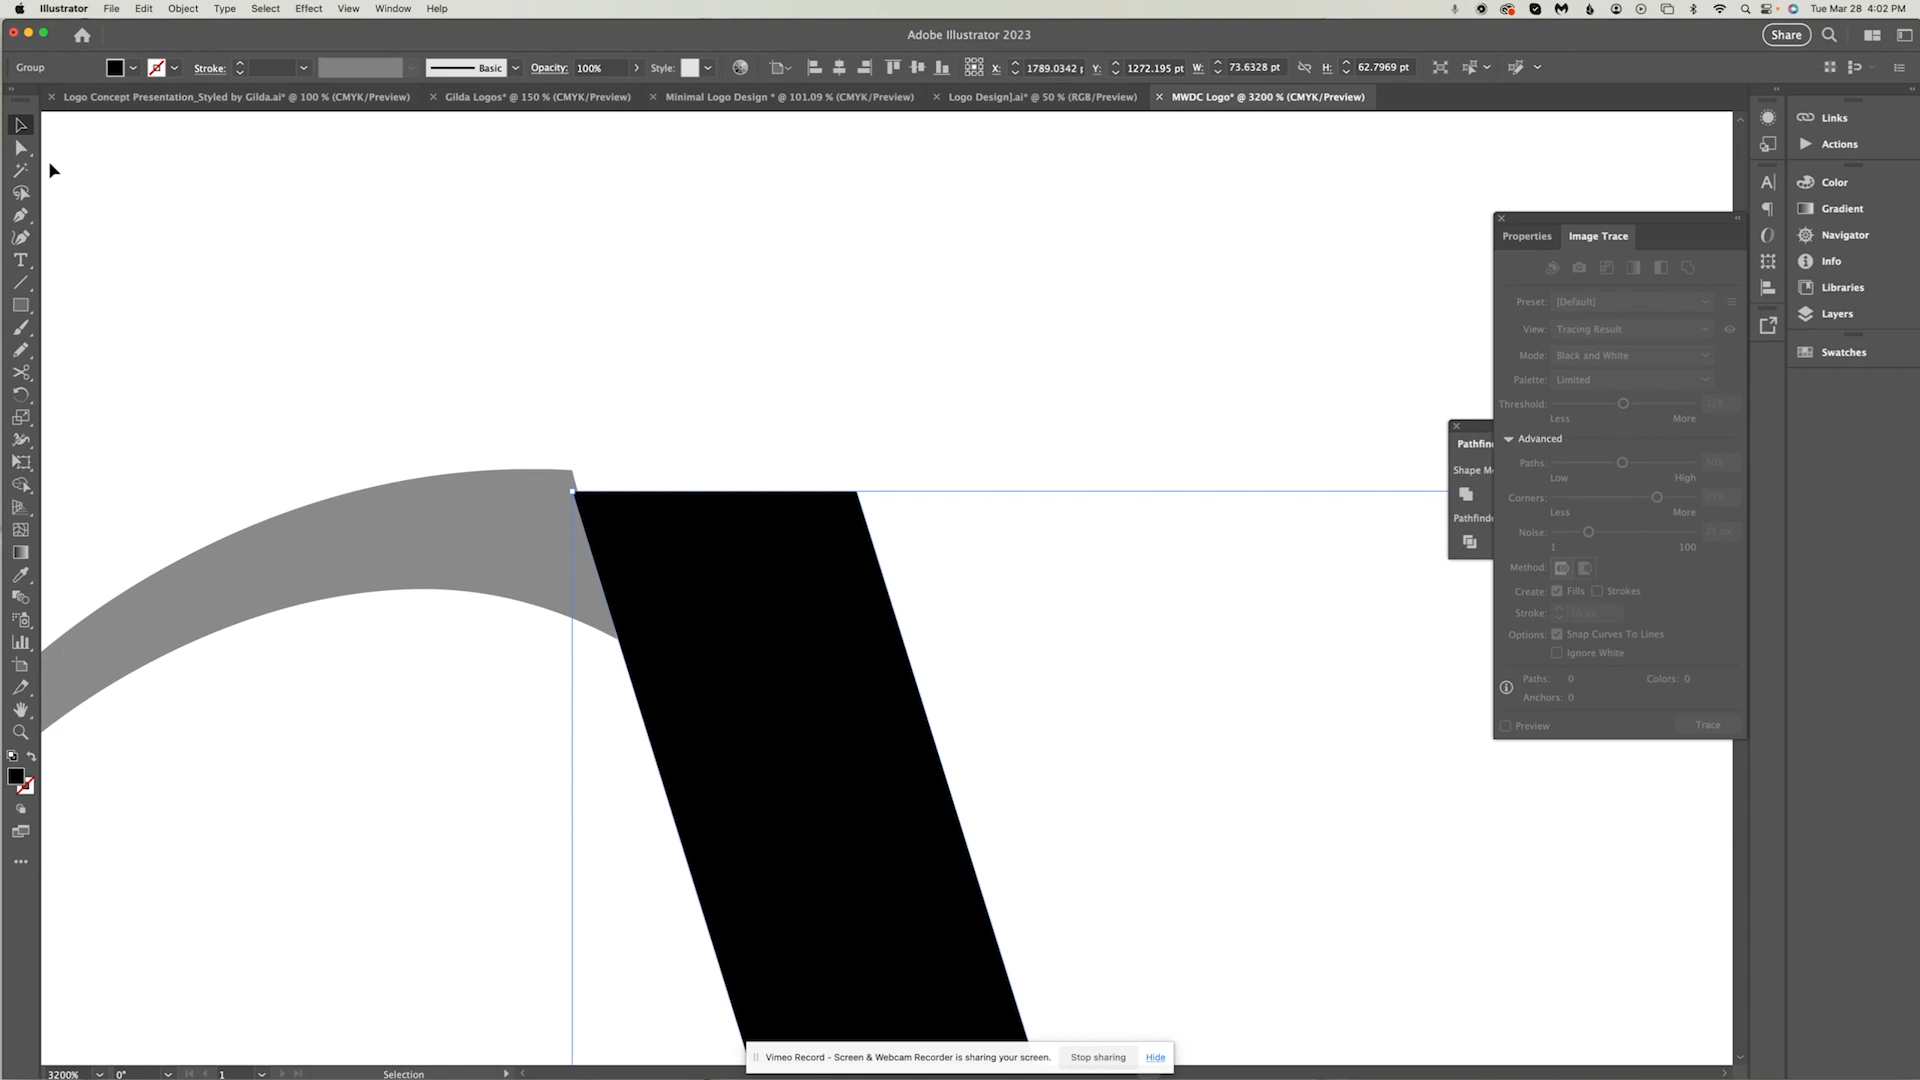 Illustrator File Edit Object Type Select Effect View Window Help Tue Mar 28 4:02 PM
Adobe Illustrator 2023 Share
Group Stroke: Basic Opacity: 100% Style: X: 1789.0342 p Y: 1272.195 pt W: 73.6328 pt H: 62.7969 pt
Logo Concept Presentation_Styled by Gilda.ai* @ 100 % (CMYK/Preview) Gilda Logos* @ 150 % (CMYK/Preview) Minimal Logo Design * @ 101.09 % (CMYK/Preview) Logo Design].ai* @ 50 % (RGB/Preview) MWDC Logo* @ 3200 % (CMYK/Preview)
Links
Actions
Color
Gradient
Navigator
Info
Libraries
Layers
Swatches
Properties Image Trace
Preset: [Default]
View: Tracing Result
Mode: Black and White
Palette: Limited
Threshold: 128
Less More
Advanced
Paths: 50%
Low High
Corners: 75%
Less More
Noise: 25 px
1 100
Method:
Create: Fills Strokes
Stroke: 10 px
Options: Snap Curves To Lines
Ignore White
Paths: 0 Colors: 0
Anchors: 0
Preview Trace
Pathfin
Shape M
Pathfind
Vimeo Record - Screen & Webcam Recorder is sharing your screen. Stop sharing Hide
3200% 0° 1 Selection